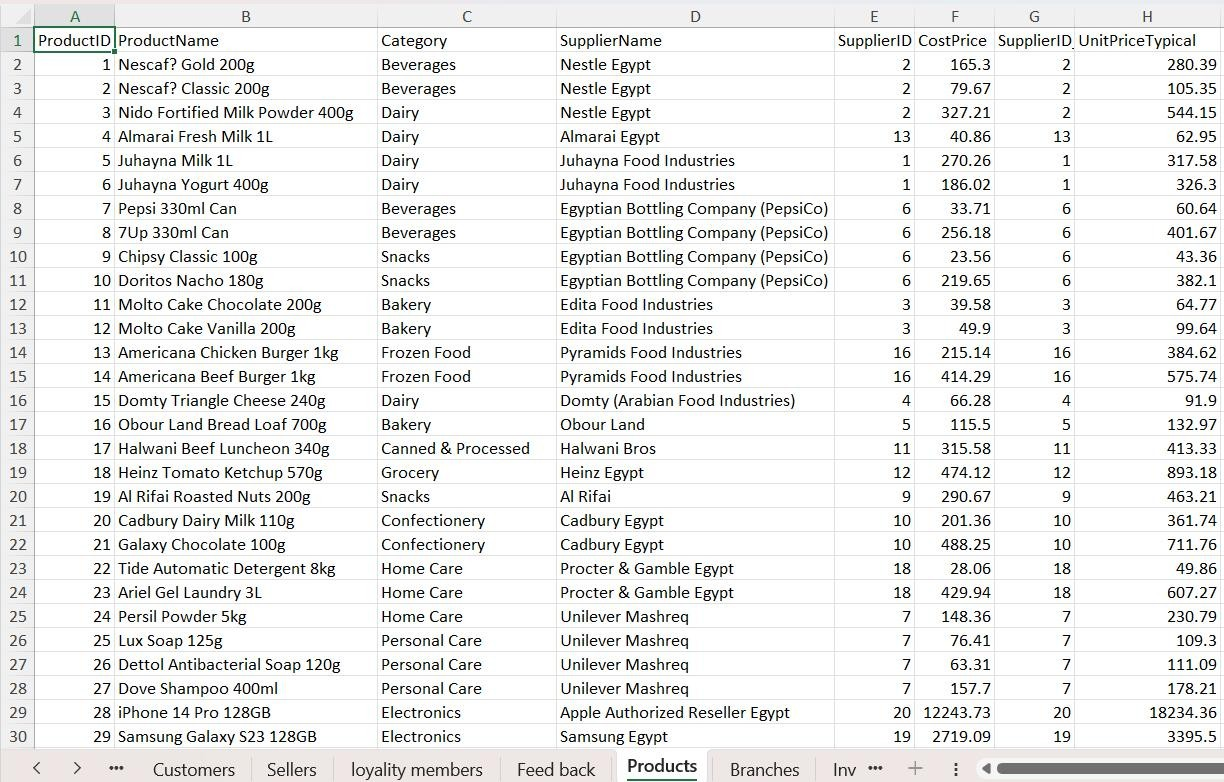 A B C D E F G H
1 ProductID ProductName Category SupplierName SupplierID CostPrice SupplierID_ UnitPriceTypical
2 1 Nescaf? Gold 200g Beverages Nestle Egypt 2 165.3 2 280.39
3 2 Nescaf? Classic 200g Beverages Nestle Egypt 2 79.67 2 105.35
4 3 Nido Fortified Milk Powder 400g Dairy Nestle Egypt 2 327.21 2 544.15
5 4 Almarai Fresh Milk 1L Dairy Almarai Egypt 13 40.86 13 62.95
6 5 Juhayna Milk 1L Dairy Juhayna Food Industries 1 270.26 1 317.58
7 6 Juhayna Yogurt 400g Dairy Juhayna Food Industries 1 186.02 1 326.3
8 7 Pepsi 330ml Can Beverages Egyptian Bottling Company (PepsiCo) 6 33.71 6 60.64
9 8 7Up 330ml Can Beverages Egyptian Bottling Company (PepsiCo) 6 256.18 6 401.67
10 9 Chipsy Classic 100g Snacks Egyptian Bottling Company (PepsiCo) 6 23.56 6 43.36
11 10 Doritos Nacho 180g Snacks Egyptian Bottling Company (PepsiCo) 6 219.65 6 382.1
12 11 Molto Cake Chocolate 200g Bakery Edita Food Industries 3 39.58 3 64.77
13 12 Molto Cake Vanilla 200g Bakery Edita Food Industries 3 49.9 3 99.64
14 13 Americana Chicken Burger 1kg Frozen Food Pyramids Food Industries 16 215.14 16 384.62
15 14 Americana Beef Burger 1kg Frozen Food Pyramids Food Industries 16 414.29 16 575.74
16 15 Domty Triangle Cheese 240g Dairy Domty (Arabian Food Industries) 4 66.28 4 91.9
17 16 Obour Land Bread Loaf 700g Bakery Obour Land 5 115.5 5 132.97
18 17 Halwani Beef Luncheon 340g Canned & Processed Halwani Bros 11 315.58 11 413.33
19 18 Heinz Tomato Ketchup 570g Grocery Heinz Egypt 12 474.12 12 893.18
20 19 Al Rifai Roasted Nuts 200g Snacks Al Rifai 9 290.67 9 463.21
21 20 Cadbury Dairy Milk 110g Confectionery Cadbury Egypt 10 201.36 10 361.74
22 21 Galaxy Chocolate 100g Confectionery Cadbury Egypt 10 488.25 10 711.76
23 22 Tide Automatic Detergent 8kg Home Care Procter & Gamble Egypt 18 28.06 18 49.86
24 23 Ariel Gel Laundry 3L Home Care Procter & Gamble Egypt 18 429.94 18 607.27
25 24 Persil Powder 5kg Home Care Unilever Mashreq 7 148.36 7 230.79
26 25 Lux Soap 125g Personal Care Unilever Mashreq 7 76.41 7 109.3
27 26 Dettol Antibacterial Soap 120g Personal Care Unilever Mashreq 7 63.31 7 111.09
28 27 Dove Shampoo 400ml Personal Care Unilever Mashreq 7 157.7 7 178.21
29 28 iPhone 14 Pro 128GB Electronics Apple Authorized Reseller Egypt 20 12243.73 20 18234.36
30 29 Samsung Galaxy S23 128GB Electronics Samsung Egypt 19 2719.09 19 3395.5
Customers Sellers loyality members Feed back Products Branches Inv